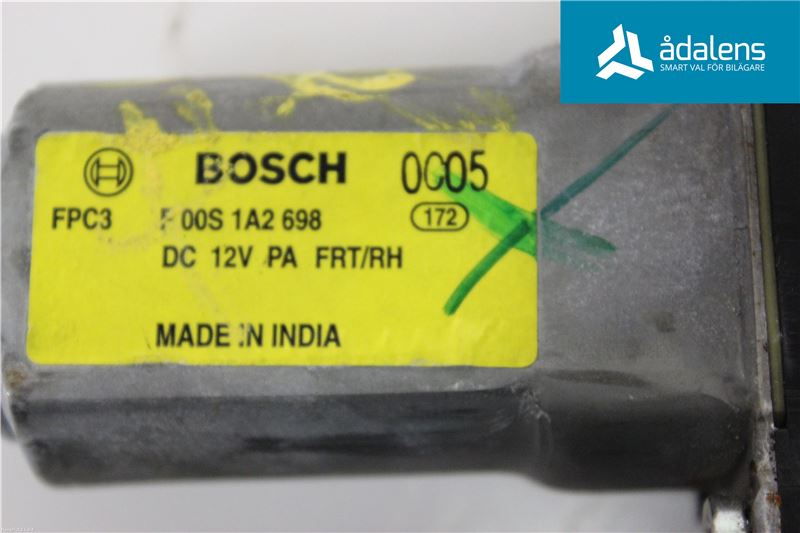 ådalens
SMART VAL FÖR BILÄGARE
BOSCH 0C05
FPC3 F 00S 1A2 698 172
DC 12V PA FRT/RH
MADE IN INDIA